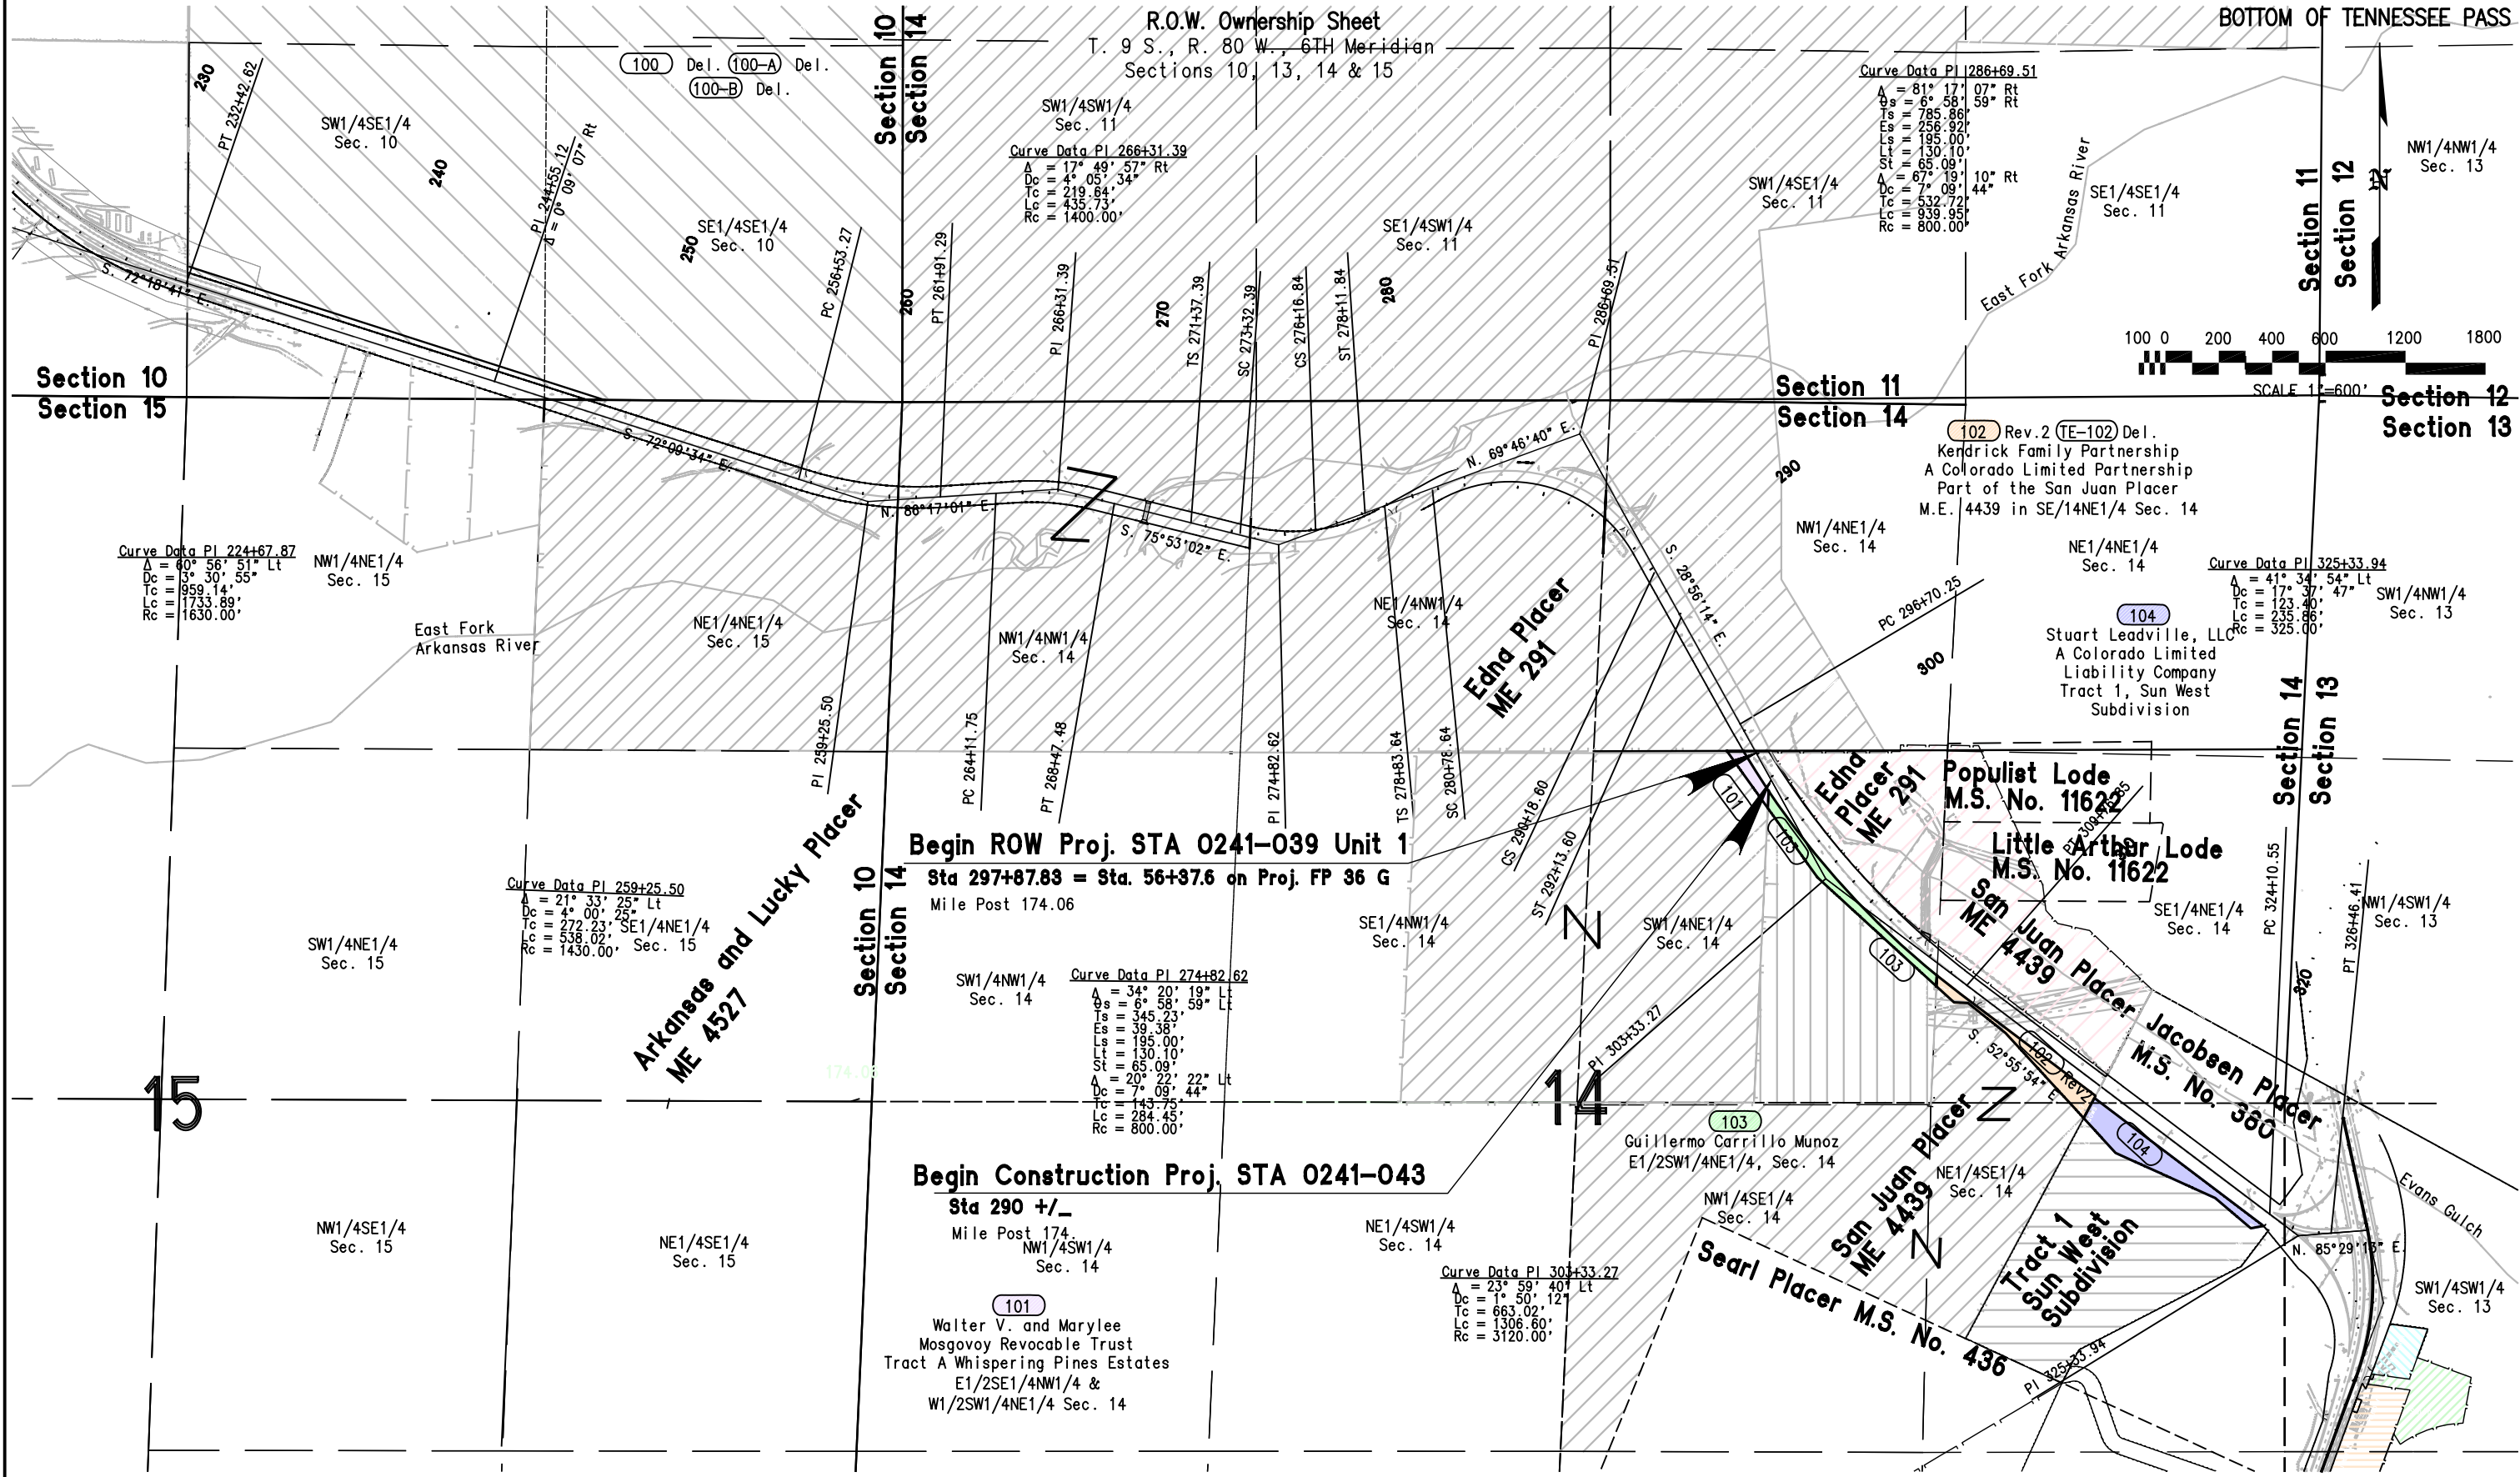 R.O.W. Ownership Sheet
T. 9 S., R. 80 W., 6TH Meridian
Sections 10, 13, 14 & 15
BOTTOM OF TENNESSEE PASS
Section 10
Section 14
230
PT 232+42.62
SW1/4SE1/4
Sec. 10
240
PI 244+55.12
Δ = 0° 09' 07" Rt
100 Del. 100-A Del.
100-B Del.
SE1/4SE1/4
Sec. 10
250
PC 256+53.27
260
PT 261+91.29
SW1/4SW1/4
Sec. 11
Curve Data PI 266+31.39
Δ = 17° 49' 57" Rt
Dc = 4° 05' 34"
Tc = 219.64'
Lc = 435.73'
Rc = 1400.00'
PI 266+31.39
270
TS 271+37.39
SC 273+32.39
CS 276+16.84
ST 278+11.84
280
SE1/4SW1/4
Sec. 11
PI 286+69.51
SW1/4SE1/4
Sec. 11
Curve Data PI 286+69.51
Δ = 81° 17' 07" Rt
θs = 6° 58' 59" Rt
Ts = 785.86'
Es = 256.92'
Ls = 195.00'
Lt = 130.10'
St = 65.09'
Δ = 67° 19' 10" Rt
Dc = 7° 09' 44"
Tc = 532.72'
Lc = 939.95'
Rc = 800.00'
East Fork Arkansas River
SE1/4SE1/4
Sec. 11
Section 11
Section 12
N
NW1/4NW1/4
Sec. 13
100 0 200 400 600 1200 1800
SCALE 1"=600'
S. 72°18'41" E.
Section 10
Section 15
Section 11
Section 14
Section 12
Section 13
S. 72°09'34" E.
N. 86°17'01" E.
Z
S. 75°53'02" E.
N. 69°46'40" E.
S. 28°56'14" E.
290
102 Rev.2 TE-102 Del.
Kendrick Family Partnership
A Colorado Limited Partnership
Part of the San Juan Placer
M.E. 4439 in SE/14NE1/4 Sec. 14
NW1/4NE1/4
Sec. 14
NE1/4NE1/4
Sec. 14
Curve Data PI 325+33.94
Δ = 41° 34' 54" Lt
Dc = 17° 37' 47"
Tc = 123.40'
Lc = 235.86'
Rc = 325.00'
SW1/4NW1/4
Sec. 13
104
Stuart Leadville, LLC
A Colorado Limited
Liability Company
Tract 1, Sun West
Subdivision
Curve Data PI 224+67.87
Δ = 60° 56' 51" Lt
Dc = 3° 30' 55"
Tc = 959.14'
Lc = 1733.89'
Rc = 1630.00'
NW1/4NE1/4
Sec. 15
East Fork
Arkansas River
NE1/4NE1/4
Sec. 15
NW1/4NW1/4
Sec. 14
NE1/4NW1/4
Sec. 14
Edna Placer
ME 291
PC 296+70.25
300
Section 14
Section 13
PI 259+25.50
PC 264+11.75
PT 268+47.48
PI 274+82.62
TS 278+83.64
SC 280+78.64
CS 290+18.60
ST 292+13.60
101
103
Edna
Placer
ME 291
Populist Lode
M.S. No. 11622
PT 309+76.85
Little Arthur Lode
M.S. No. 11622
Begin ROW Proj. STA 0241-039 Unit 1
Sta 297+87.83 = Sta. 56+37.6 on Proj. FP 36 G
Mile Post 174.06
Arkansas and Lucky Placer
ME 4527
Section 10
Section 14
Curve Data PI 259+25.50
Δ = 21° 33' 25" Lt
Dc = 4° 00' 25"
Tc = 272.23'
Lc = 538.02'
Rc = 1430.00'
SE1/4NE1/4
Sec. 15
SW1/4NE1/4
Sec. 15
SE1/4NW1/4
Sec. 14
N
SW1/4NE1/4
Sec. 14
103
San Juan Placer
ME 4439
SE1/4NE1/4
Sec. 14
PC 324+10.55
PT 326+46.41
320
NW1/4SW1/4
Sec. 13
SW1/4NW1/4
Sec. 14
Curve Data PI 274+82.62
Δ = 34° 20' 19" Lt
θs = 6° 58' 59" Lt
Ts = 345.23'
Es = 39.38'
Ls = 195.00'
Lt = 130.10'
St = 65.09'
Δ = 20° 22' 22" Lt
Dc = 7° 09' 44"
Tc = 143.75'
Lc = 284.45'
Rc = 800.00'
PI 303+33.27
S. 52°55'54" E.
102 Rev2
Jacobsen Placer
M.S. No. 380
15
14
Z
103
Guillermo Carrillo Munoz
E1/2SW1/4NE1/4, Sec. 14
104
Begin Construction Proj. STA 0241-043
Sta 290 +/_
Mile Post 174.
NW1/4SW1/4
Sec. 14
NW1/4SE1/4
Sec. 15
NE1/4SE1/4
Sec. 15
NE1/4SW1/4
Sec. 14
NW1/4SE1/4
Sec. 14
San Juan Placer
ME 4439
NE1/4SE1/4
Sec. 14
N
Evans Gulch
N. 85°29'13" E.
Tract 1
Sun West
Subdivision
Searl Placer M.S. No. 436
Curve Data PI 303+33.27
Δ = 23° 59' 40" Lt
Dc = 1° 50' 12"
Tc = 663.02'
Lc = 1306.60'
Rc = 3120.00'
SW1/4SW1/4
Sec. 13
101
Walter V. and Marylee
Mosgovoy Revocable Trust
Tract A Whispering Pines Estates
E1/2SE1/4NW1/4 &
W1/2SW1/4NE1/4 Sec. 14
PI 325+33.94